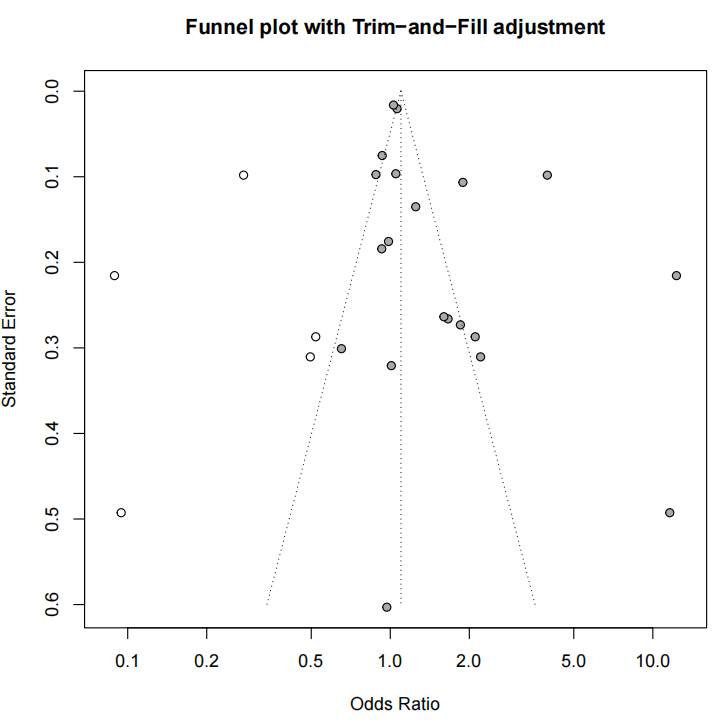 Funnel plot with Trim−and−Fill adjustment
0.0
0.1
0.2
0.3
0.4
0.5
0.6
Standard Error
0.1 0.2 0.5 1.0 2.0 5.0 10.0
Odds Ratio